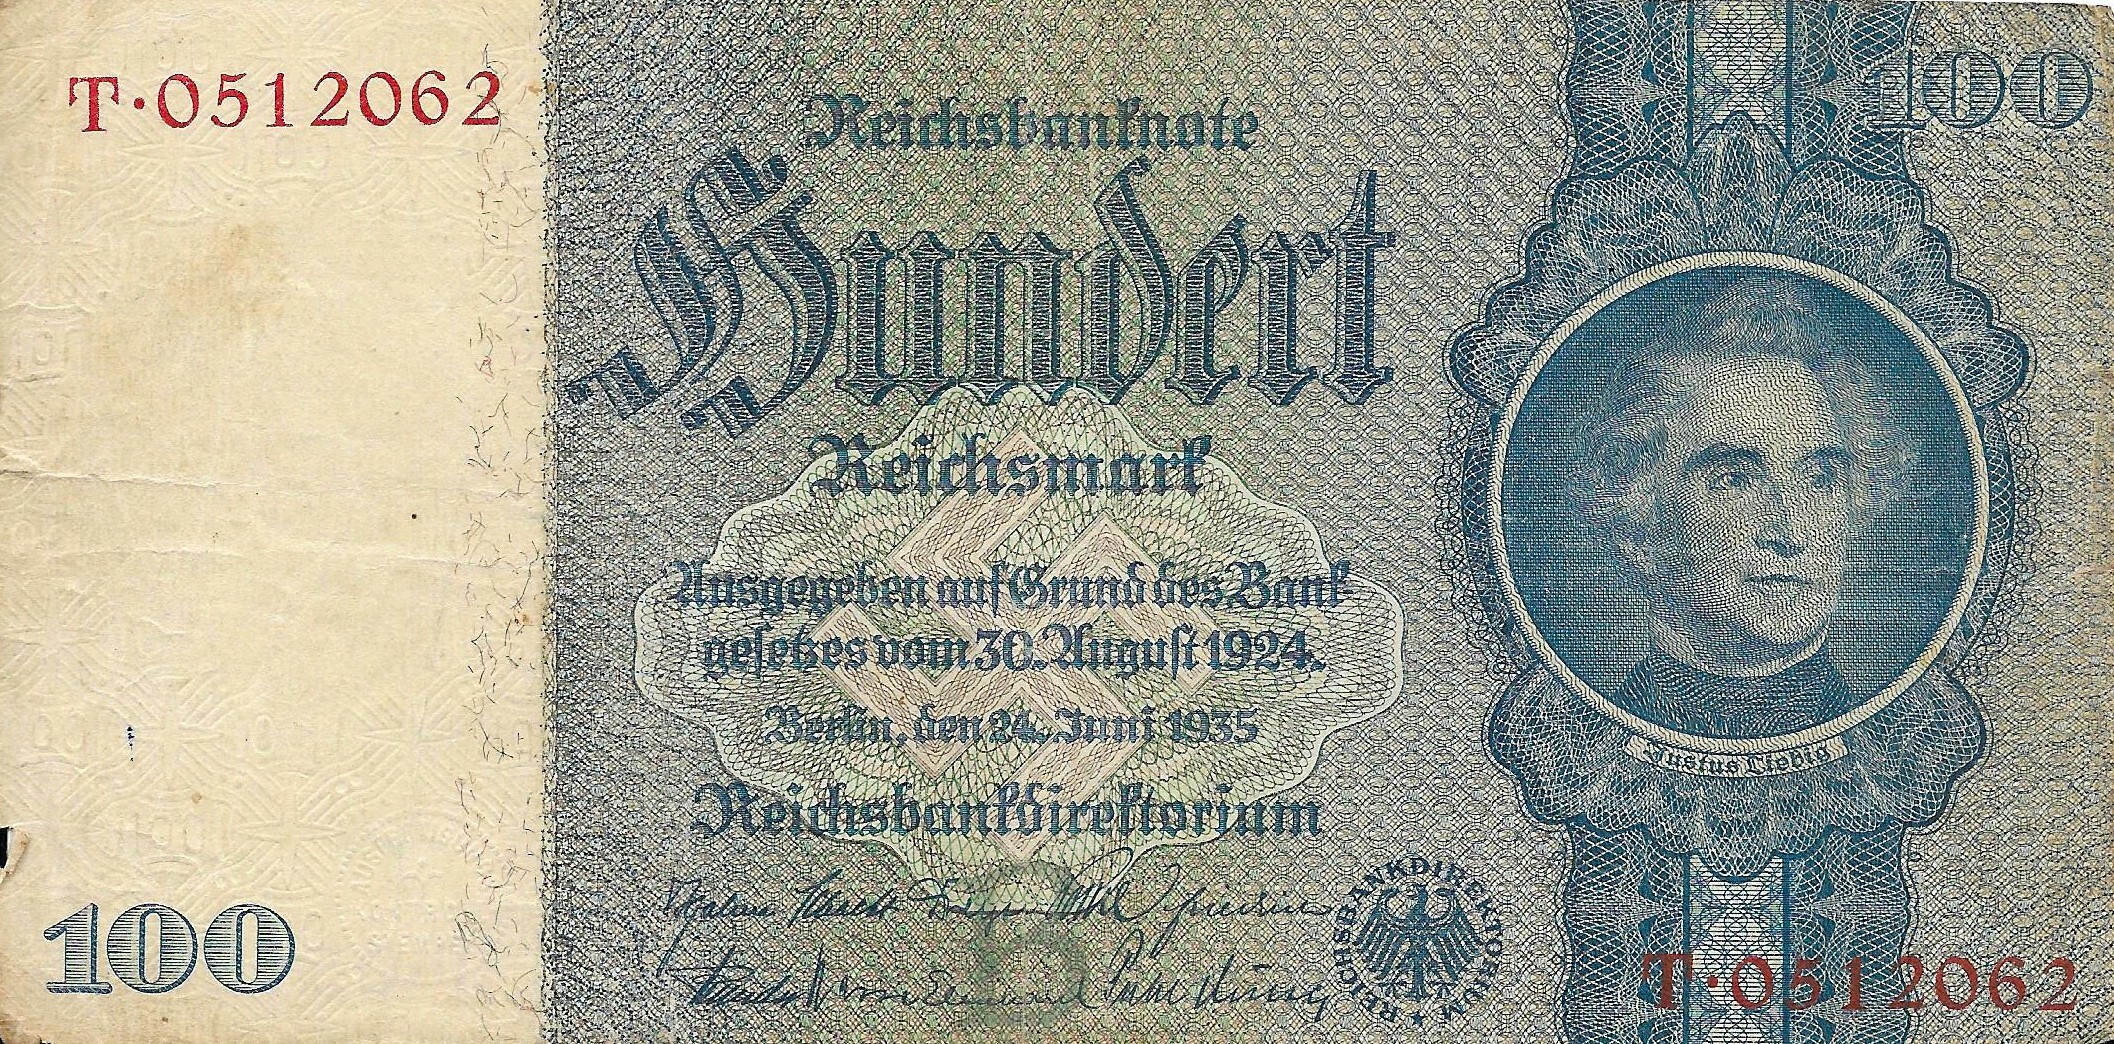 T·0512062
100
Reichsbanknote
Hundert
Reichsmark
Ausgegeben auf Grund des Bank
gesetzes vom 30. August 1924.
Berlin, den 24. Juni 1935
Reichsbankdirektorium
REICHSBANKDIREKTORIUM
Justus Liebig
100
T·0512062